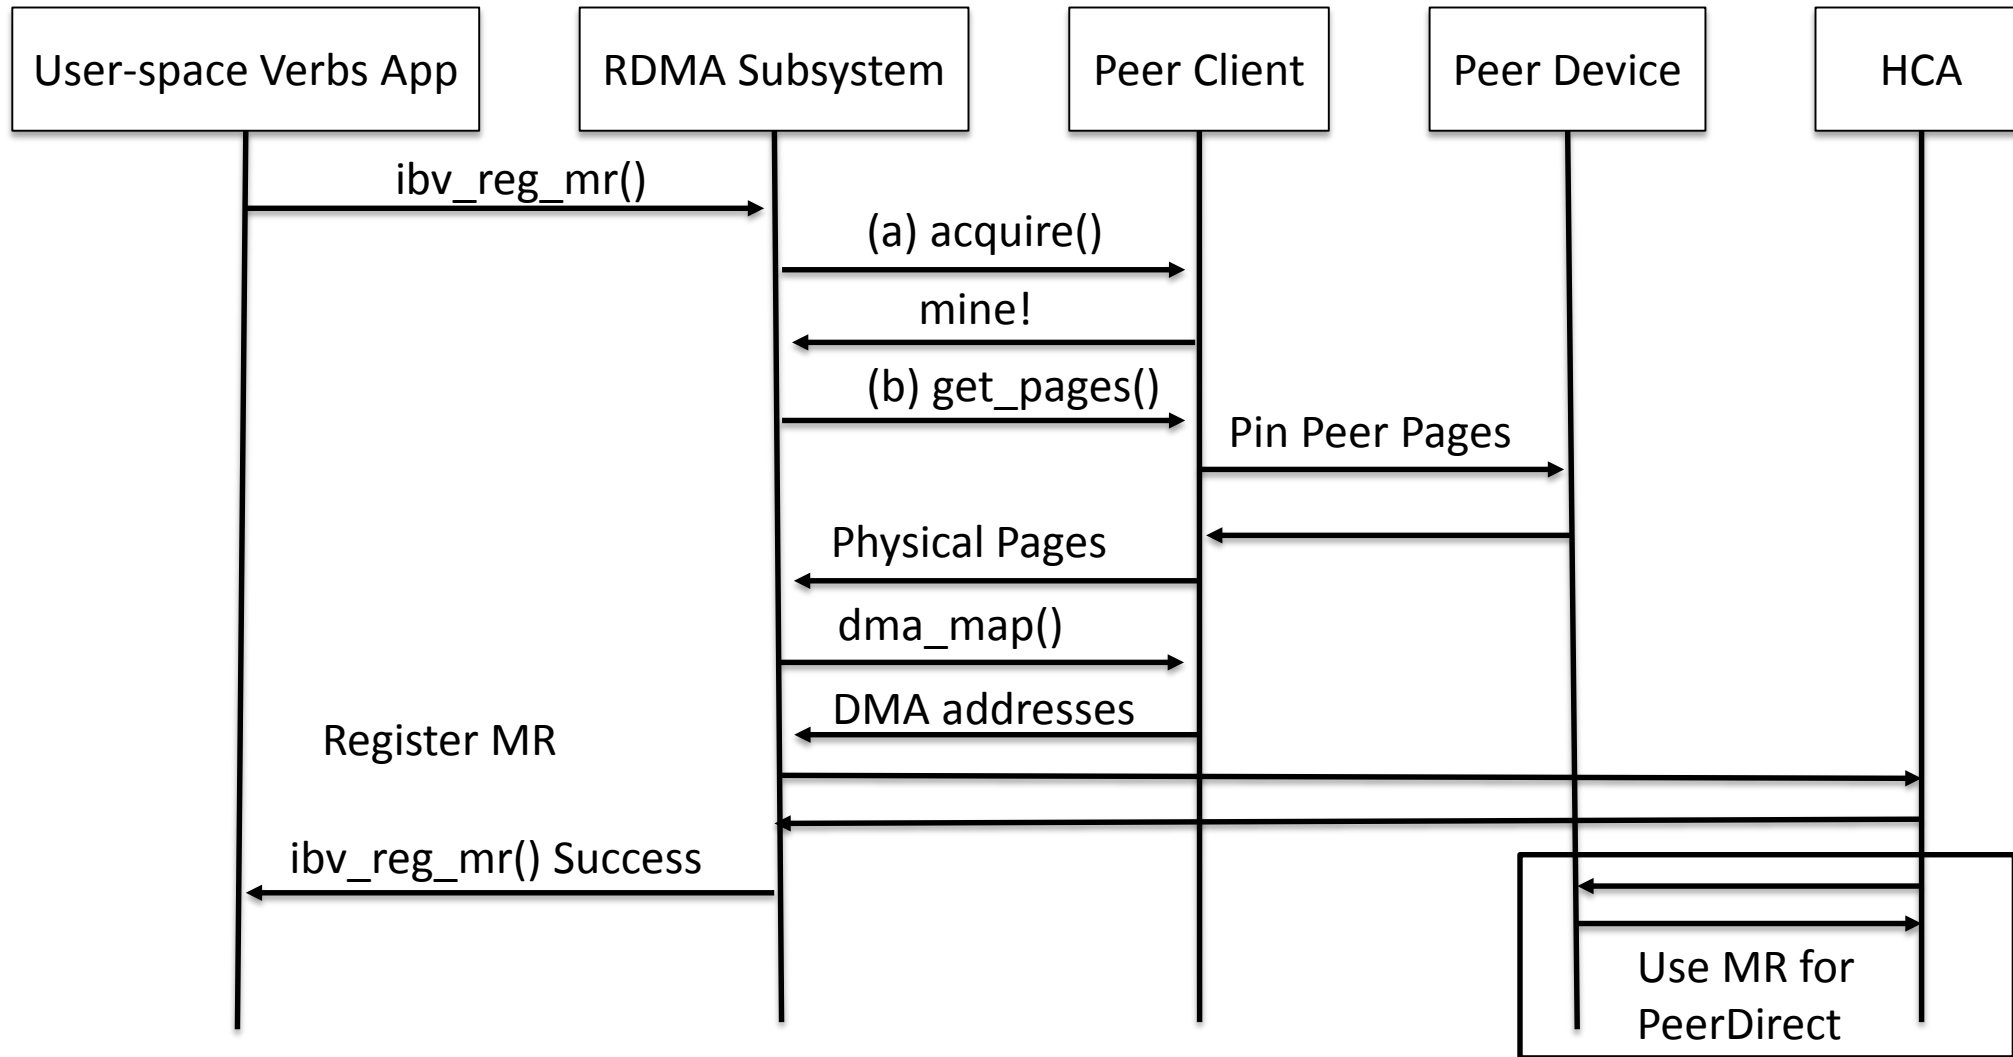 User-space Verbs App
RDMA Subsystem
Peer Client
Peer Device
HCA
ibv_reg_mr()
(a) acquire()
mine!
(b) get_pages()
Pin Peer Pages
Physical Pages
dma_map()
DMA addresses
Register MR
ibv_reg_mr() Success
Use MR for
PeerDirect